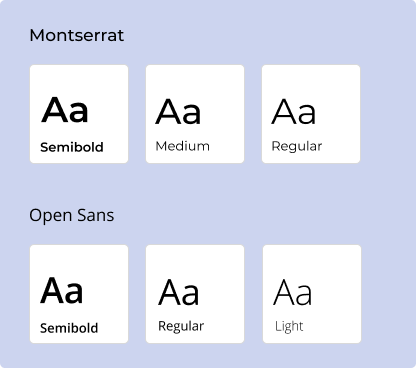 Montserrat
Aa Aa Aa
Semibold Medium Regular
Open Sans
Aa Aa Aa
Semibold Regular Light